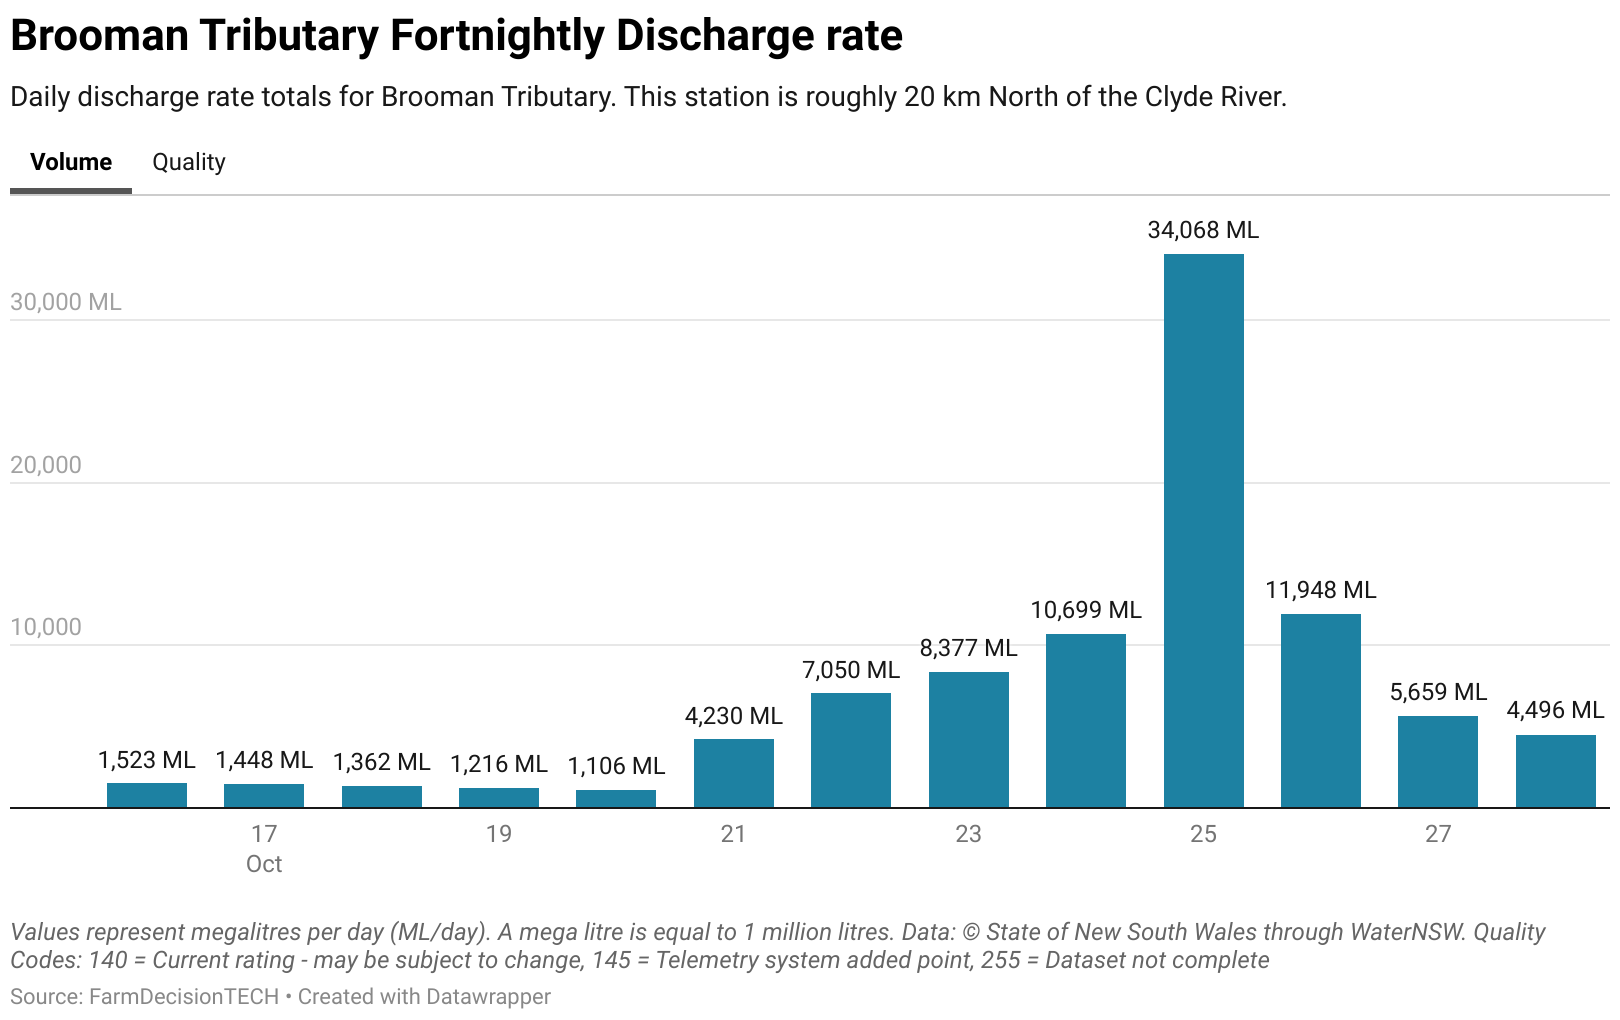 Brooman Tributary Fortnightly Discharge rate
Daily discharge rate totals for Brooman Tributary. This station is roughly 20 km North of the Clyde River.
Volume Quality
34,068 ML
30,000 ML
20,000
11,948 ML
10,699 ML
10,000
8,377 ML
7,050 ML
5,659 ML
4,496 ML
4,230 ML
1,523 ML 1,448 ML 1,362 ML 1,216 ML 1,106 ML
17 19 21 23 25 27
Oct
Values represent megalitres per day (ML/day). A mega litre is equal to 1 million litres. Data: © State of New South Wales through WaterNSW. Quality
Codes: 140 = Current rating - may be subject to change, 145 = Telemetry system added point, 255 = Dataset not complete
Source: FarmDecisionTECH • Created with Datawrapper